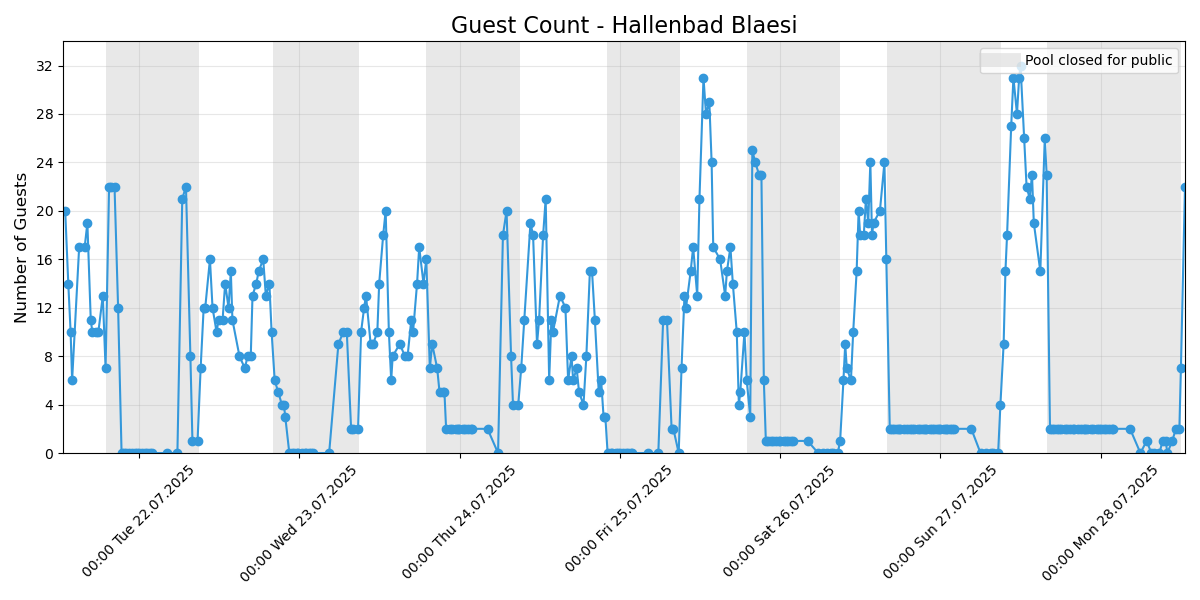 Guest Count - Hallenbad Blaesi
Pool closed for public
Number of Guests
32
28
24
20
16
12
8
4
0
00:00 Tue 22.07.2025
00:00 Wed 23.07.2025
00:00 Thu 24.07.2025
00:00 Fri 25.07.2025
00:00 Sat 26.07.2025
00:00 Sun 27.07.2025
00:00 Mon 28.07.2025